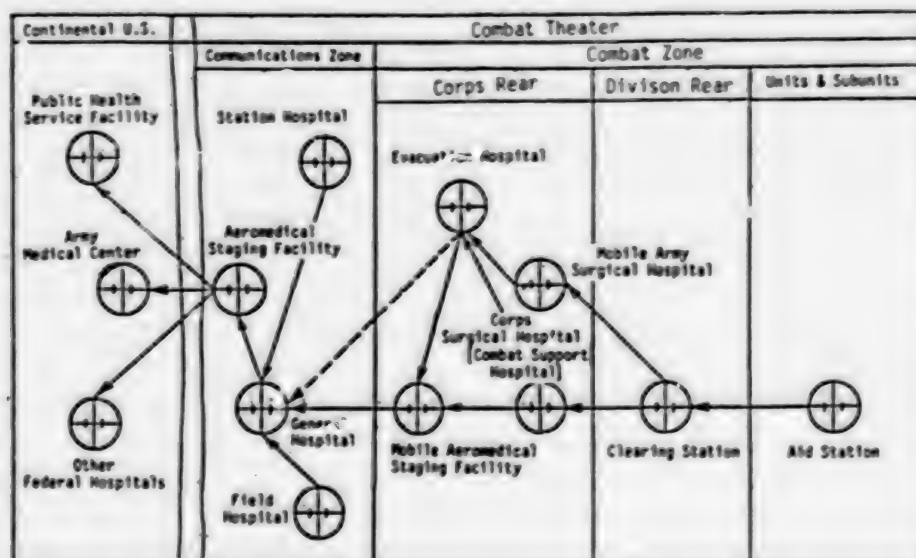 Continental U.S.
Combat Theater
Communications Zone
Combat Zone
Corps Rear
Divison Rear
Units & Subunits
Public Health
Service Facility
Station Hospital
Evacuation Hospital
Army
Medical Center
Aeromedical
Staging Facility
Mobile Army
Surgical Hospital
Corps
Surgical Hospital
[Combat Support
Hospital]
General
Hospital
Mobile Aeromedical
Staging Facility
Clearing Station
Aid Station
Other
Federal Hospitals
Field
Hospital